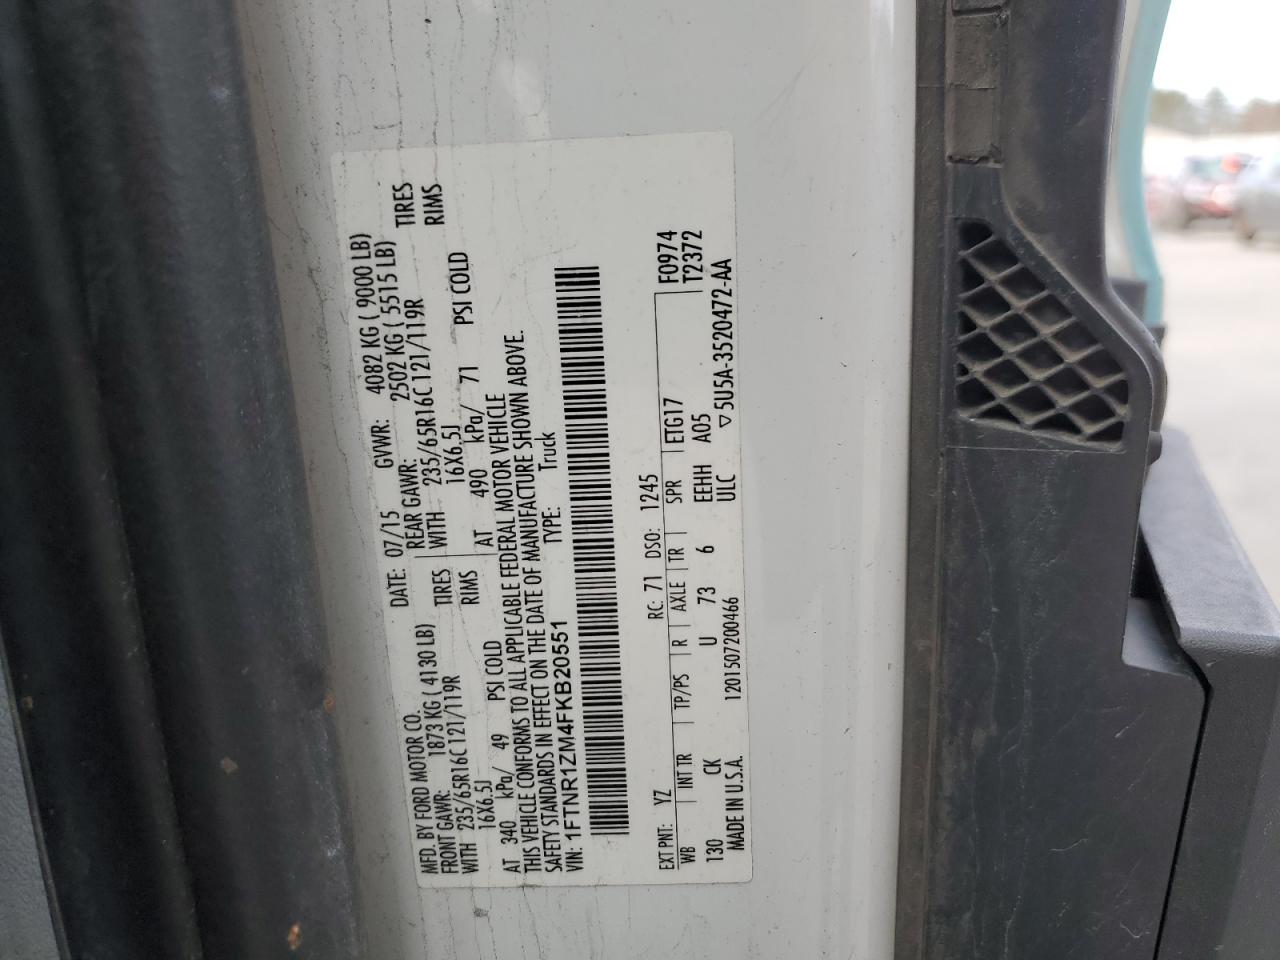 MFD. BY FORD MOTOR CO.
DATE: 07/15 GVWR: 4082 KG ( 9000 LB)
FRONT GAWR: 1873 KG ( 4130 LB) REAR GAWR: 2502 KG ( 5515 LB)
WITH 235/65R16C 121/119R TIRES WITH 235/65R16C 121/119R TIRES
16X6.5J RIMS 16X6.5J RIMS
AT 340 kPa/ 49 PSI COLD AT 490 kPa/ 71 PSI COLD
THIS VEHICLE CONFORMS TO ALL APPLICABLE FEDERAL MOTOR VEHICLE
SAFETY STANDARDS IN EFFECT ON THE DATE OF MANUFACTURE SHOWN ABOVE.
VIN: 1FTNR1ZM4FKB20551 TYPE: Truck
EXT PNT: YZ RC: 71 DSO: 1245 F0974
WB INT TR TP/PS R AXLE TR SPR ETG17 T2372
130 CK U 73 6 EEHH A05
MADE IN U.S.A. 1201507200466 ULC ▽5U5A-3520472-AA